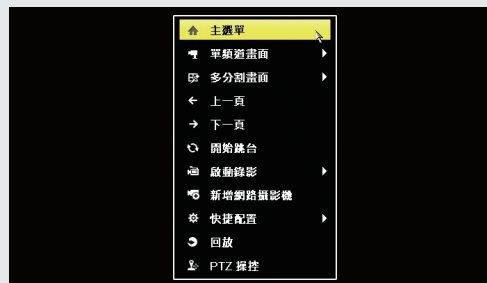 主選單
單頻道畫面
多分割畫面
上一頁
下一頁
開始跳台
啟動錄影
新增網路攝影機
快捷配置
回放
PTZ 操控